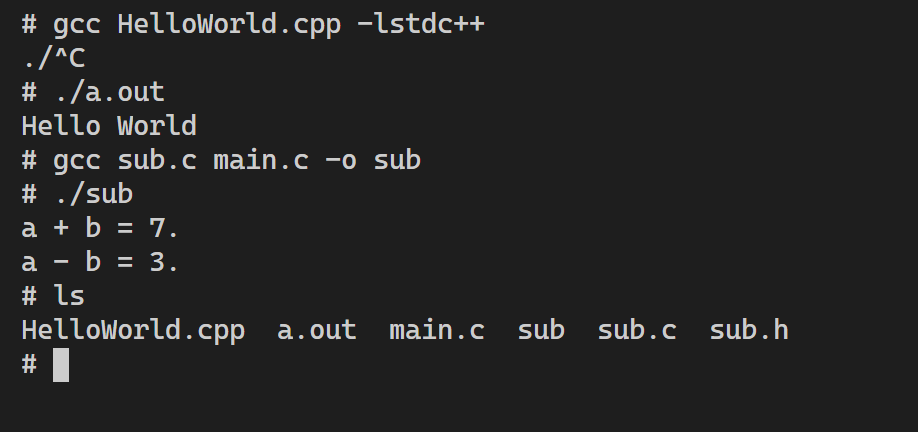 # gcc HelloWorld.cpp -lstdc++
./^C
# ./a.out
Hello World
# gcc sub.c main.c -o sub
# ./sub
a + b = 7.
a - b = 3.
# ls
HelloWorld.cpp  a.out  main.c  sub  sub.c  sub.h
#